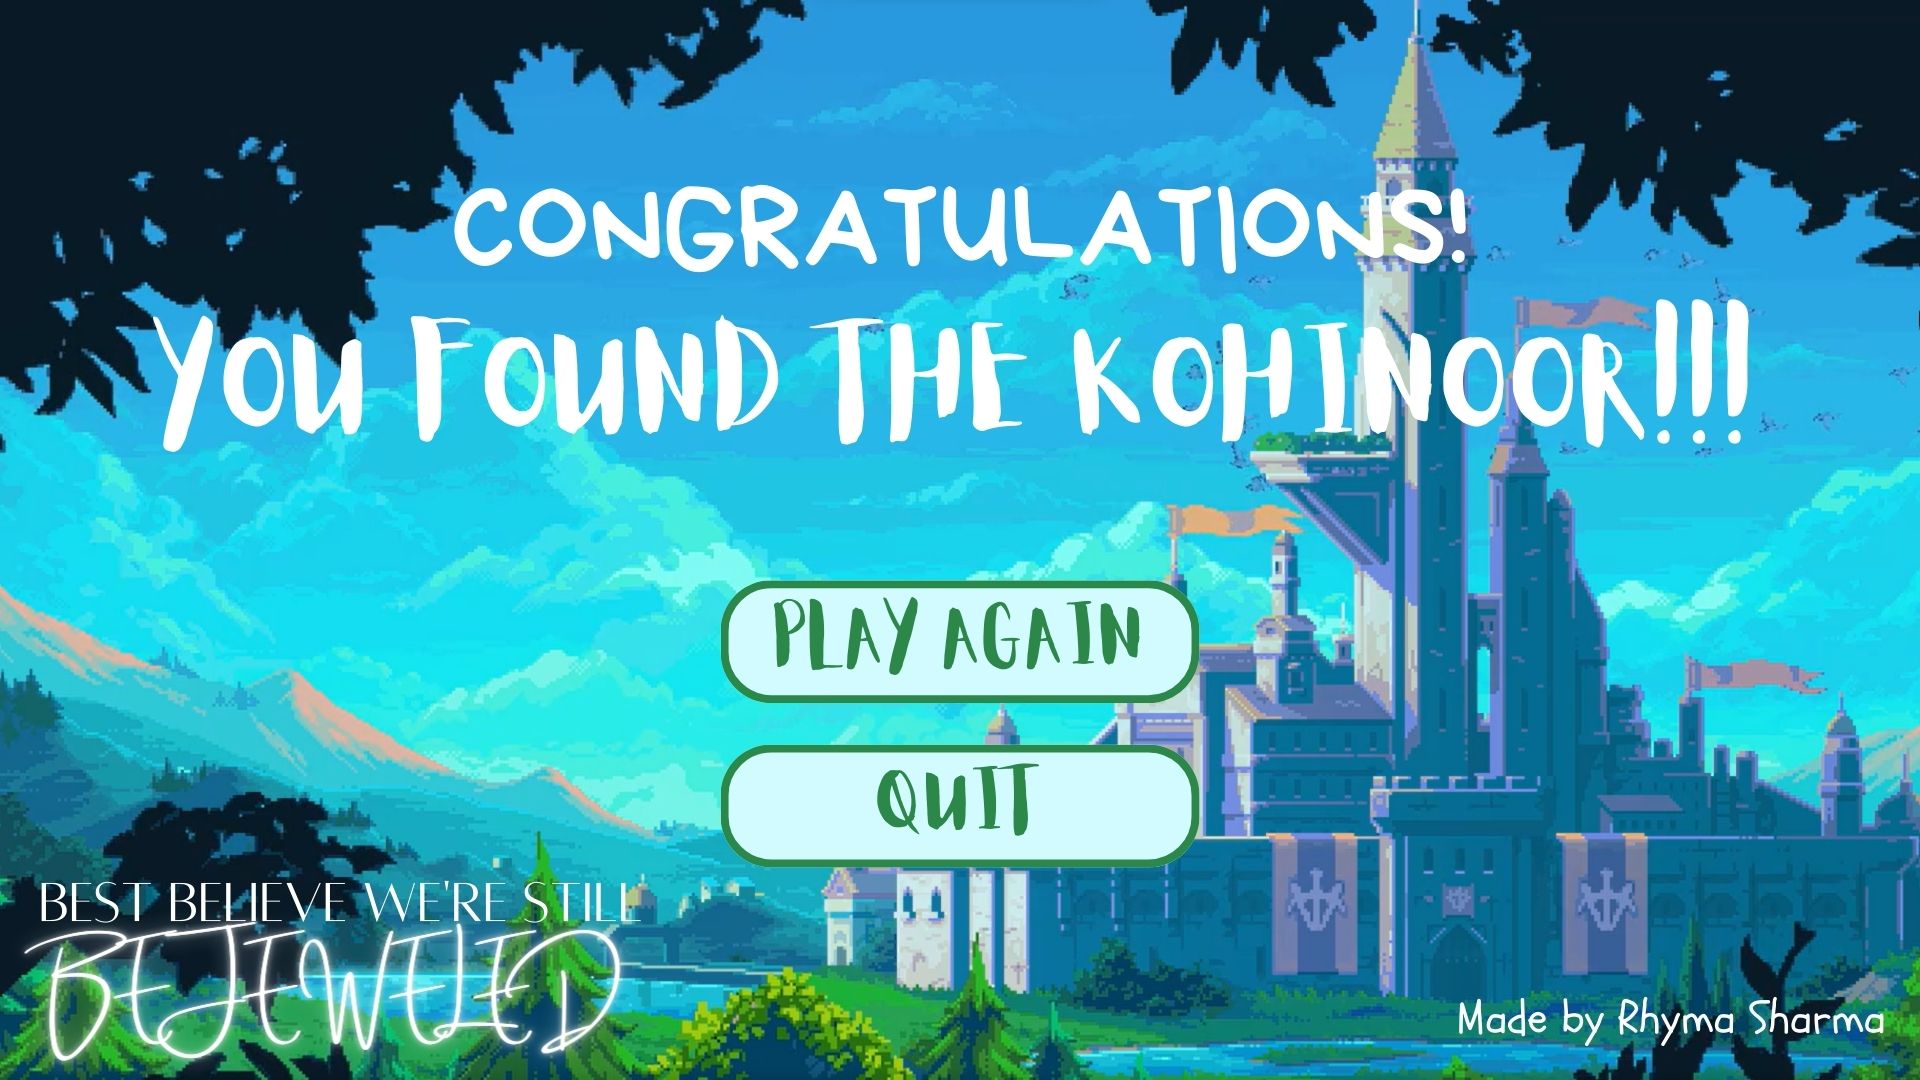 CONGRATULATIONS!
YOU FOUND THE KOHINOOR!!!
PLAY AGAIN
QUIT
BEST BELIEVE WE'RE STILL
BEJEWELED
Made by Rhyma Sharma